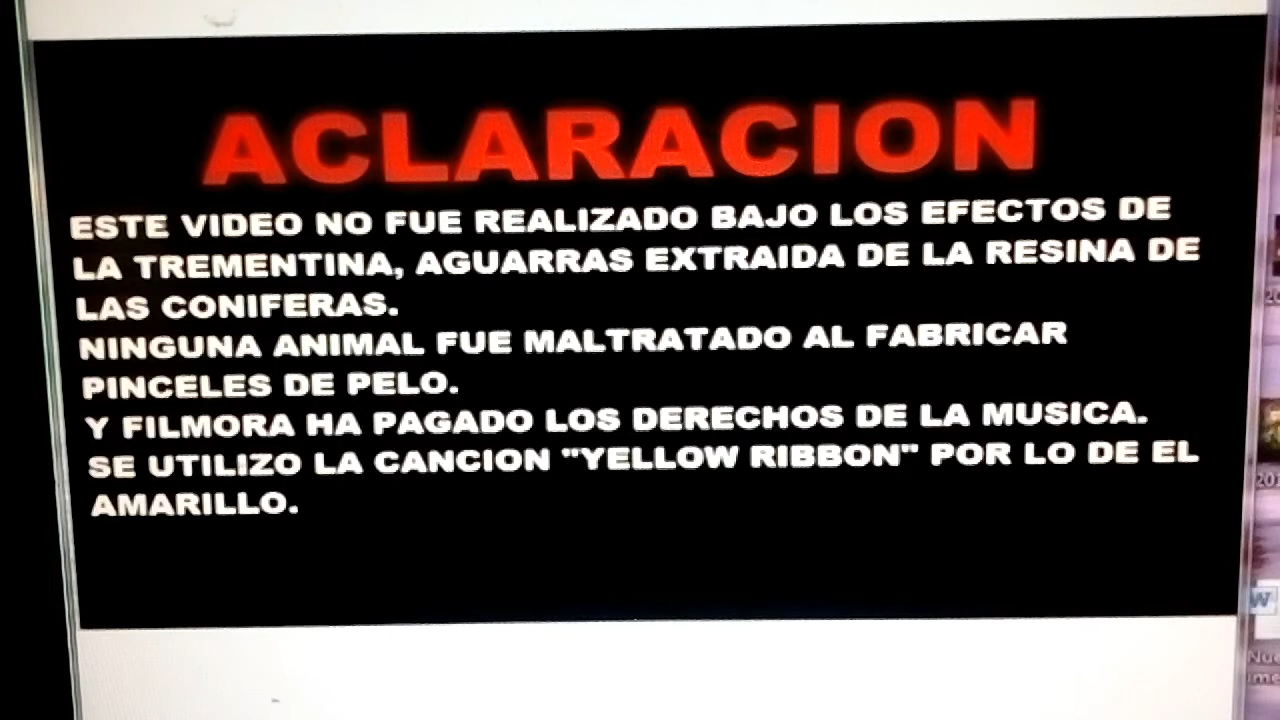 ACLARACION
ESTE VIDEO NO FUE REALIZADO BAJO LOS EFECTOS DE
LA TREMENTINA, AGUARRAS EXTRAIDA DE LA RESINA DE
LAS CONIFERAS.
NINGUNA ANIMAL FUE MALTRATADO AL FABRICAR
PINCELES DE PELO.
Y FILMORA HA PAGADO LOS DERECHOS DE LA MUSICA.
SE UTILIZO LA CANCION "YELLOW RIBBON" POR LO DE EL
AMARILLO.
W